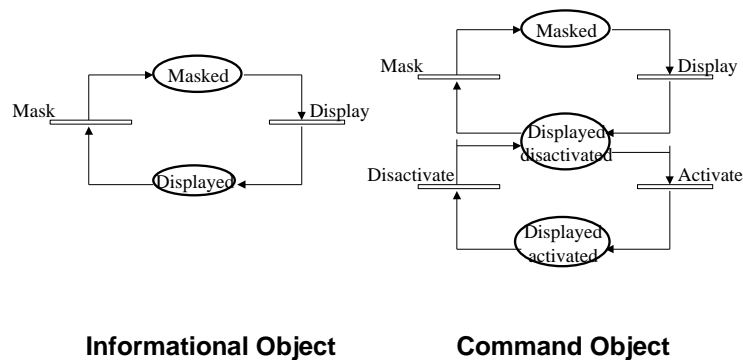 Masked
Mask
Display
Displayed
Informational Object
Masked
Mask
Display
Displayed
disactivated
Disactivate
Activate
Displayed
activated
Command Object